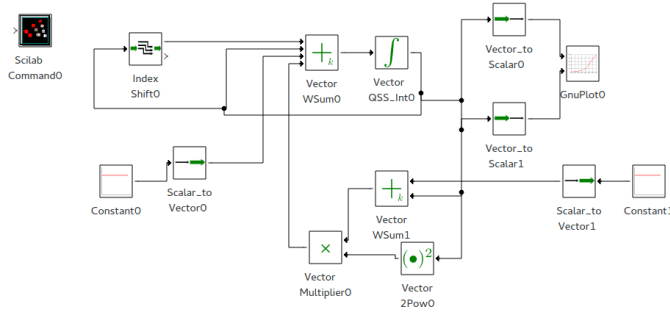 Scilab
Command0
Index
Shift0
+k
Vector
WSum0
∫
Vector
QSS_Int0
Vector_to
Scalar0
GnuPlot0
Vector_to
Scalar1
Constant0
Scalar_to
Vector0
+k
Vector
WSum1
Scalar_to
Vector1
Constant1
×
Vector
Multiplier0
(•)²
Vector
2Pow0